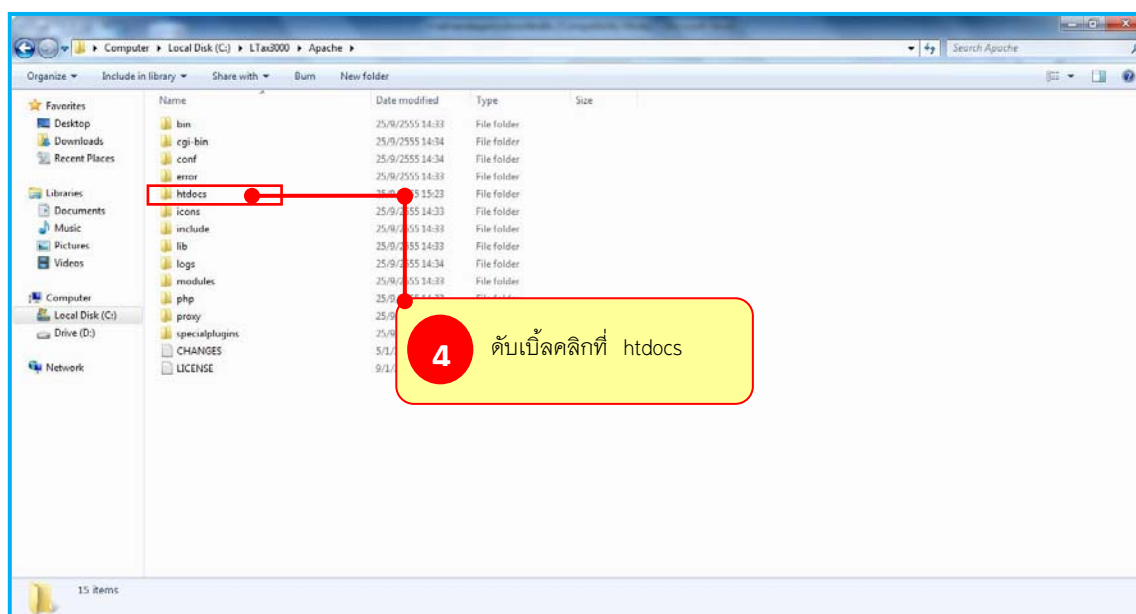 Computer ▸ Local Disk (C:) ▸ LTax3000 ▸ Apache ▸
Search Apache
Organize
Include in library
Share with
Burn
New folder
Favorites
Desktop
Downloads
Recent Places
Libraries
Documents
Music
Pictures
Videos
Computer
Local Disk (C:)
Drive (D:)
Network
Name Date modified Type Size
bin 25/9/2555 14:33 File folder
cgi-bin 25/9/2555 14:34 File folder
conf 25/9/2555 14:34 File folder
error 25/9/2555 14:33 File folder
htdocs 15:23 File folder
icons 25/9/2555 14:33 File folder
include 25/9/2555 14:33 File folder
lib 25/9/2555 14:33 File folder
logs 25/9/2555 14:34 File folder
modules 25/9/2555 14:33 File folder
php
proxy
specialplugins
CHANGES
LICENSE
4 ดับเบิ้ลคลิกที่ htdocs
15 items